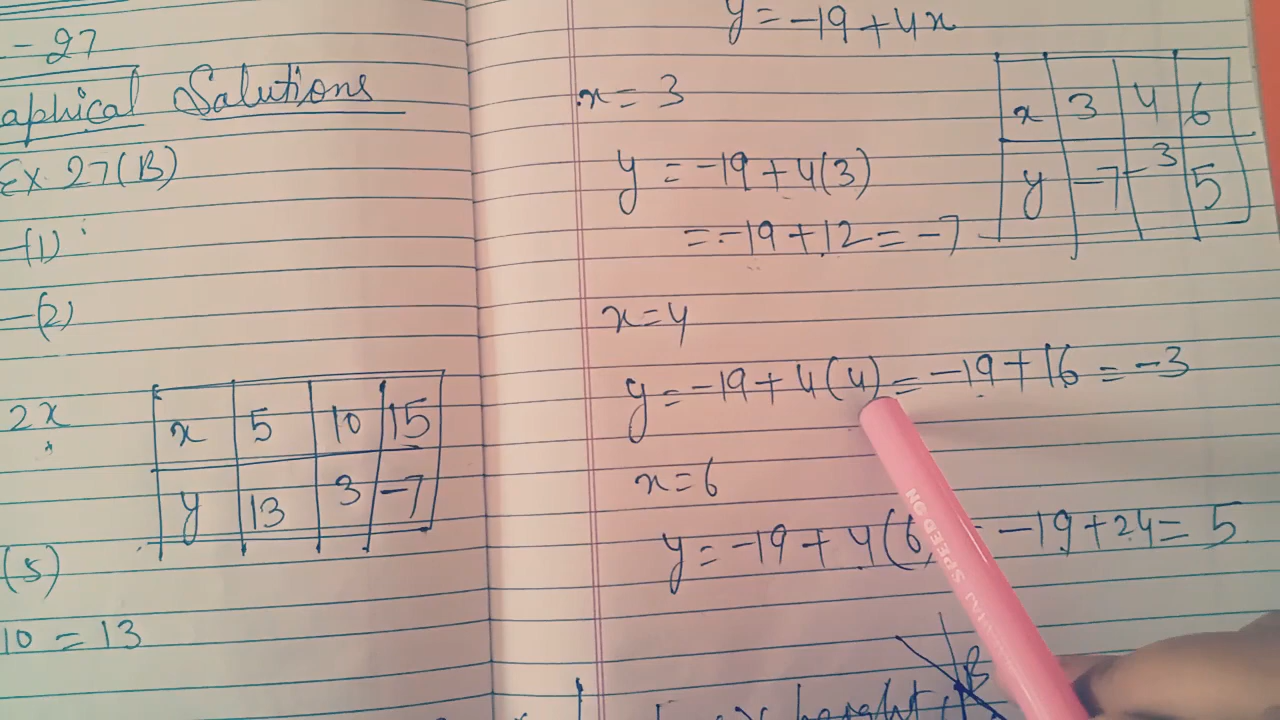 - 27
aphical Salutions
Ex 27(B)
-(1)
-(2)
2x
x 5 10 15
y 13 3 -7
(5)
10 = 13
y = -19 + 4x
x = 3
x 3 4 6
y -7 -3 5
y = -19 + 4(3)
= -19 + 12 = -7
x = 4
y = -19 + 4(4) = -19 + 16 = -3
x = 6
y = -19 + 4(6 = -19 + 24 = 5
B
height
SPEED ON